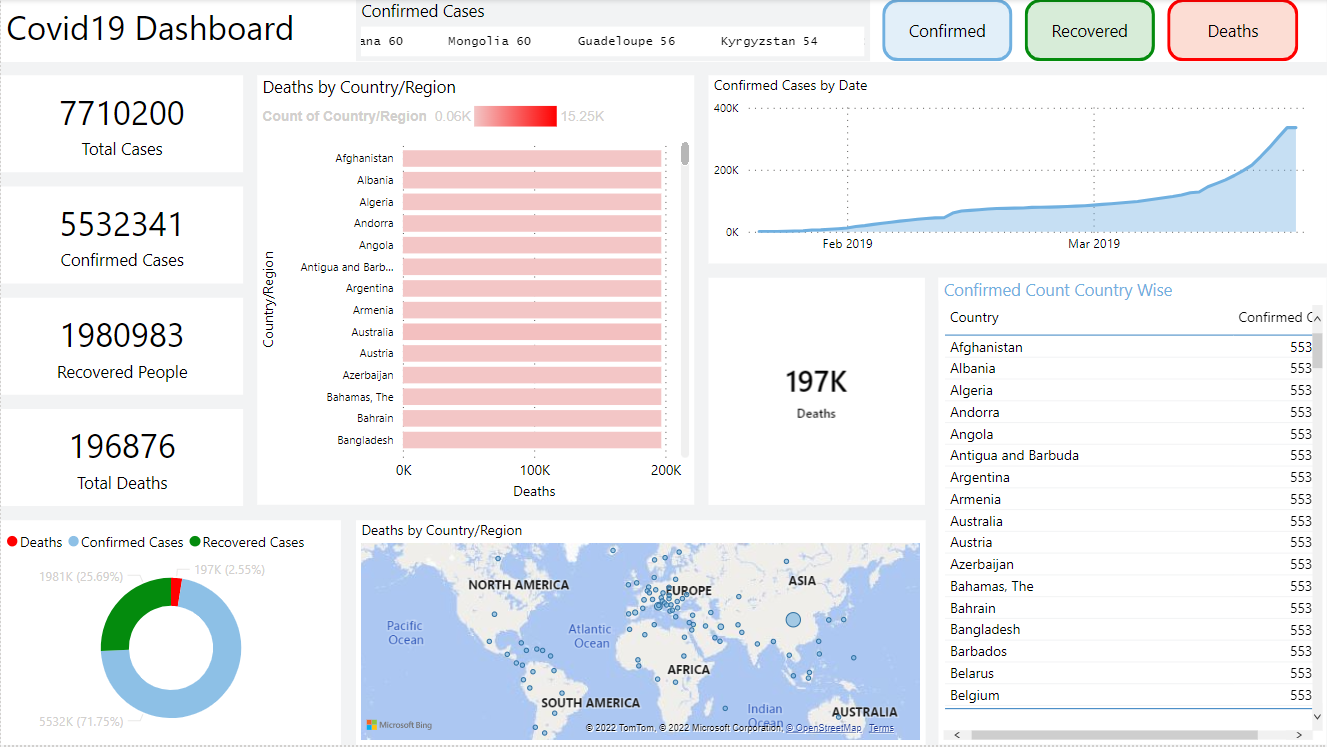 Covid19 Dashboard
Confirmed Cases
ana 60 Mongolia 60 Guadeloupe 56 Kyrgyzstan 54
Confirmed
Recovered
Deaths
7710200
Total Cases
5532341
Confirmed Cases
1980983
Recovered People
196876
Total Deaths
Deaths by Country/Region
Count of Country/Region 0.06K 15.25K
Country/Region
Afghanistan
Albania
Algeria
Andorra
Angola
Antigua and Barb...
Argentina
Armenia
Australia
Austria
Azerbaijan
Bahamas, The
Bahrain
Bangladesh
0K 100K 200K
Deaths
Confirmed Cases by Date
400K
200K
0K
Feb 2019 Mar 2019
197K
Deaths
Confirmed Count Country Wise
Country Confirmed C
Afghanistan 553
Albania 553
Algeria 553
Andorra 553
Angola 553
Antigua and Barbuda 553
Argentina 553
Armenia 553
Australia 553
Austria 553
Azerbaijan 553
Bahamas, The 553
Bahrain 553
Bangladesh 553
Barbados 553
Belarus 553
Belgium 553
Deaths Confirmed Cases Recovered Cases
1981K (25.69%)
197K (2.55%)
5532K (71.75%)
Deaths by Country/Region
NORTH AMERICA
EUROPE
ASIA
Pacific
Ocean
Atlantic
Ocean
AFRICA
SOUTH AMERICA
Indian
Ocean
AUSTRALIA
Microsoft Bing
© 2022 TomTom, © 2022 Microsoft Corporation, © OpenStreetMap Terms